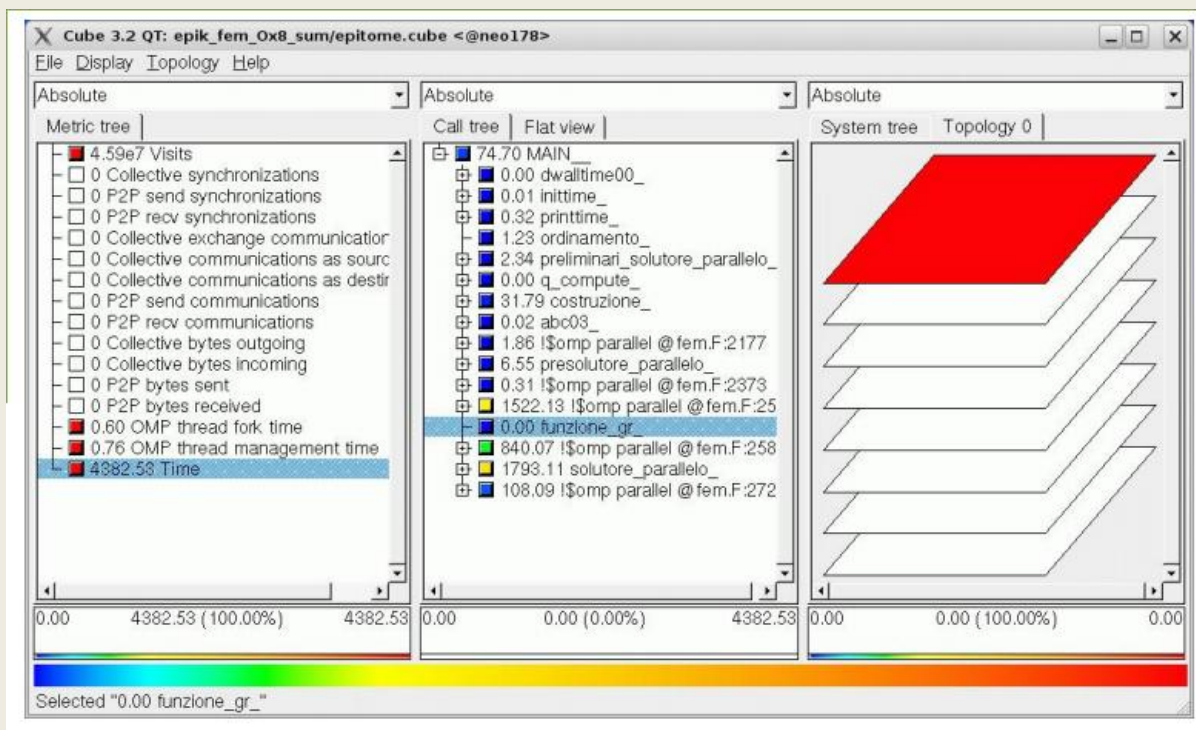 Cube 3.2 QT: epik_fem_Ox8_sum/epitome.cube <@neo178>
File Display Topology Help
Absolute
Metric tree
4.59e7 Visits
0 Collective synchronizations
0 P2P send synchronizations
0 P2P recv synchronizations
0 Collective exchange communication
0 Collective communications as sourc
0 Collective communications as destin
0 P2P send communications
0 P2P recv communications
0 Collective bytes outgoing
0 Collective bytes incoming
0 P2P bytes sent
0 P2P bytes received
0.60 OMP thread fork time
0.76 OMP thread management time
4382.53 Time
0.00 4382.53 (100.00%) 4382.53
Absolute
Call tree Flat view
74.70 MAIN__
0.00 dwalltime00_
0.01 inittime_
0.32 printtime_
1.23 ordinamento_
2.34 preliminari_solutore_parallelo_
0.00 q_compute_
31.79 costruzione_
0.02 abc03_
1.86 !$omp parallel @fem.F:2177
6.55 presolutore_parallelo_
0.31 !$omp parallel @fem.F:2373
1522.13 !$omp parallel @fem.F:25
0.00 funzione_gr_
840.07 !$omp parallel @fem.F:258
1793.11 solutore_parallelo_
108.09 !$omp parallel @fem.F:272
0.00 0.00 (0.00%) 4382.53
Absolute
System tree Topology 0
0.00 0.00 (100.00%) 0.00
Selected "0.00 funzione_gr_"